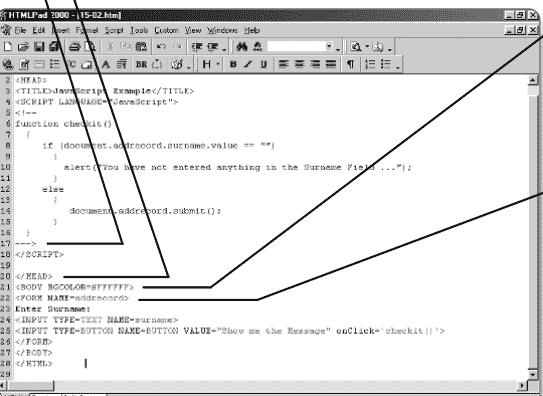 HTMLPad 2000 - [15-02.htm]
File Edit Insert Format Script Tools Custom View Windows Help
BR
H
B I U
2 <HEAD>
3 <TITLE>JavaScript Example</TITLE>
4 <SCRIPT LANGUAGE="JavaScript">
5 <!--
6 function checkit()
7 {
8 if (document.addrecord.surname.value == "")
9 {
10 alert("You have not entered anything in the Surname Field ...");
11 }
12 else
13 {
14 document.addrecord.submit();
15 }
16 }
17 --->
18 </SCRIPT>
19
20 </HEAD>
21 <BODY BGCOLOR=#FFFFFF>
22 <FORM NAME=addrecord>
23 Enter Surname:
24 <INPUT TYPE=TEXT NAME=surname>
25 <INPUT TYPE=BUTTON NAME=BUTTON VALUE="Show me the Message" onClick='checkit()'>
26 </FORM>
27 </BODY>
28 </HTML>